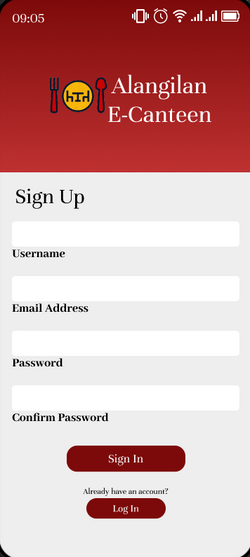 09:05
Alangilan
E-Canteen
Sign Up
Username
Email Address
Password
Confirm Password
Sign In
Already have an account?
Log In